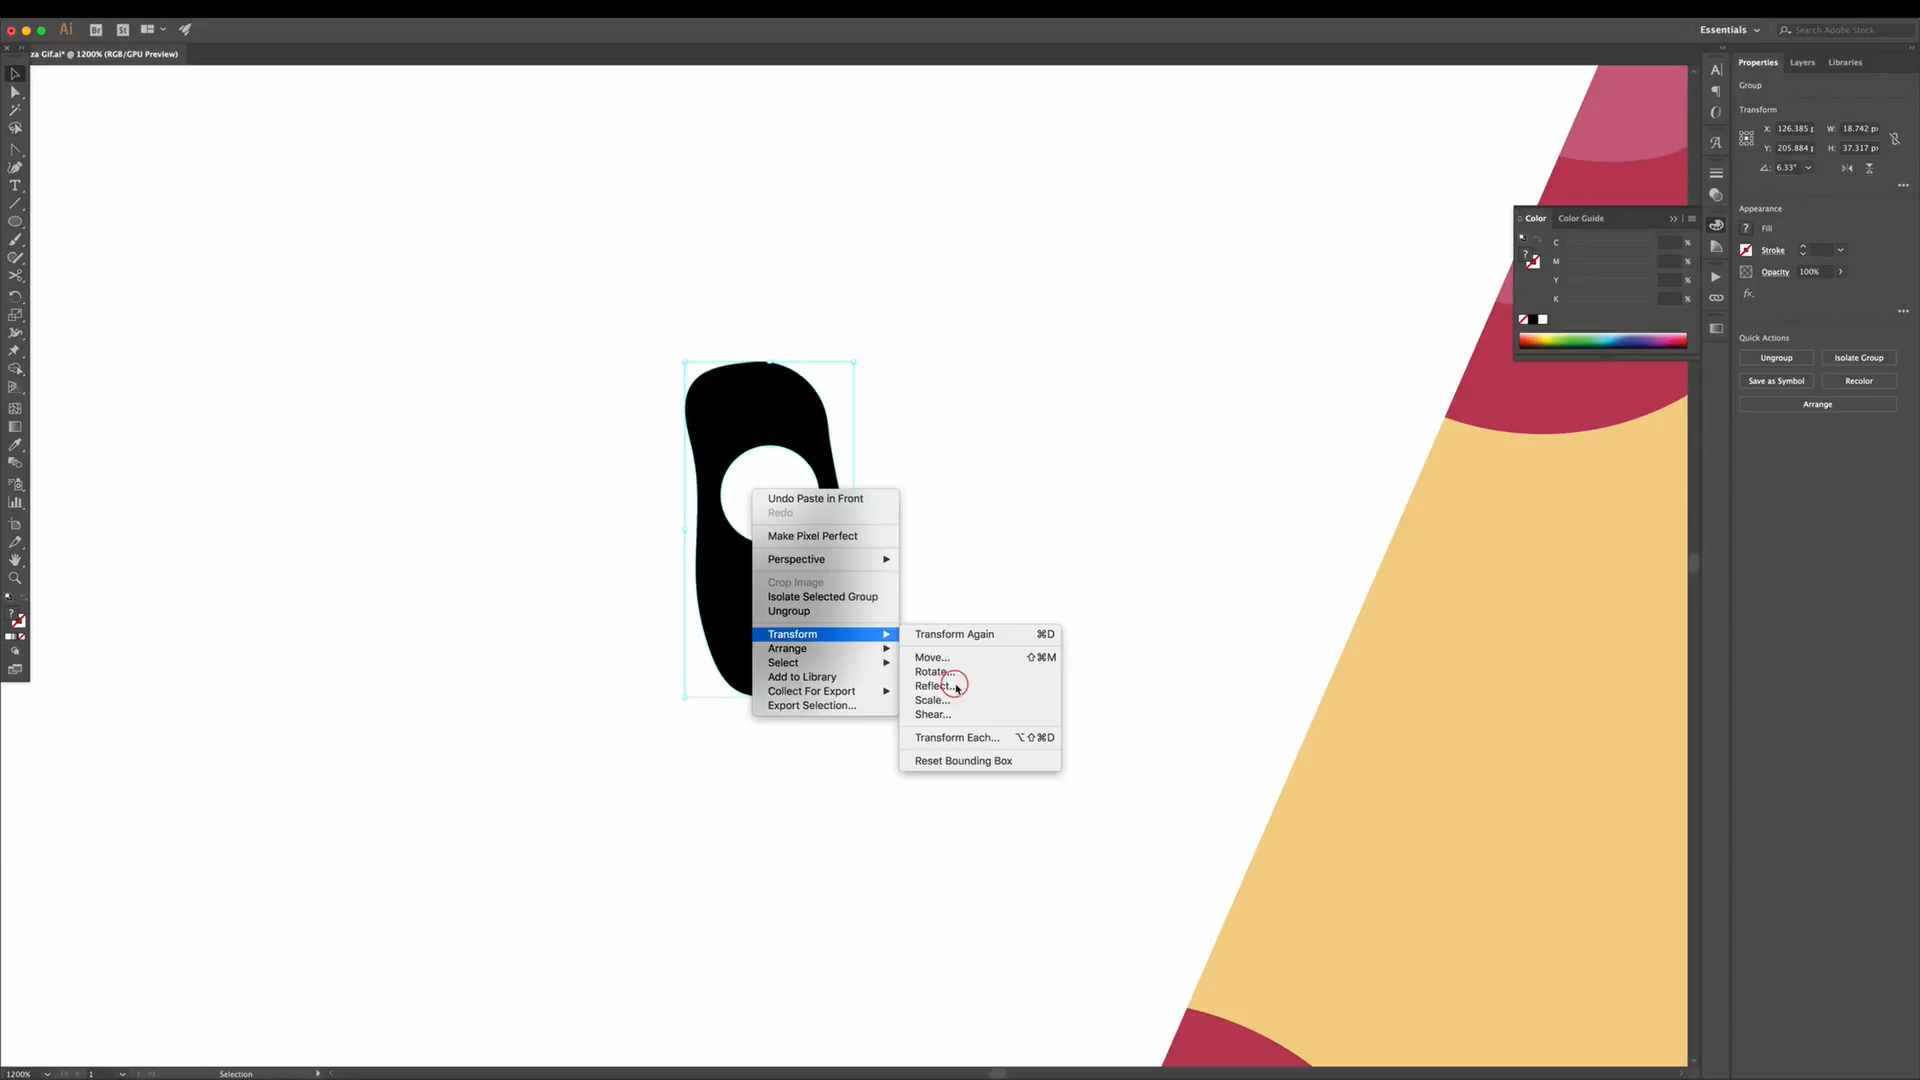 Ai Br St Essentials Search Adobe Stock
za Gif.ai* @ 1200% (RGB/GPU Preview)
Properties Layers Libraries
Group
Transform
X: 126.385 p W: 18.742 px
Y: 205.884 p H: 37.317 px
6.33°
Appearance
? Fill
Stroke
Opacity 100%
fx.
Quick Actions
Ungroup Isolate Group
Save as Symbol Recolor
Arrange
Color Color Guide
C %
M %
Y %
K %
Undo Paste in Front
Redo
Make Pixel Perfect
Perspective
Crop Image
Isolate Selected Group
Ungroup
Transform
Arrange
Select
Add to Library
Collect For Export
Export Selection...
Transform Again ⌘D
Move... ⇧⌘M
Rotate...
Reflect...
Scale...
Shear...
Transform Each... ⌥⇧⌘D
Reset Bounding Box
1200% 1 Selection